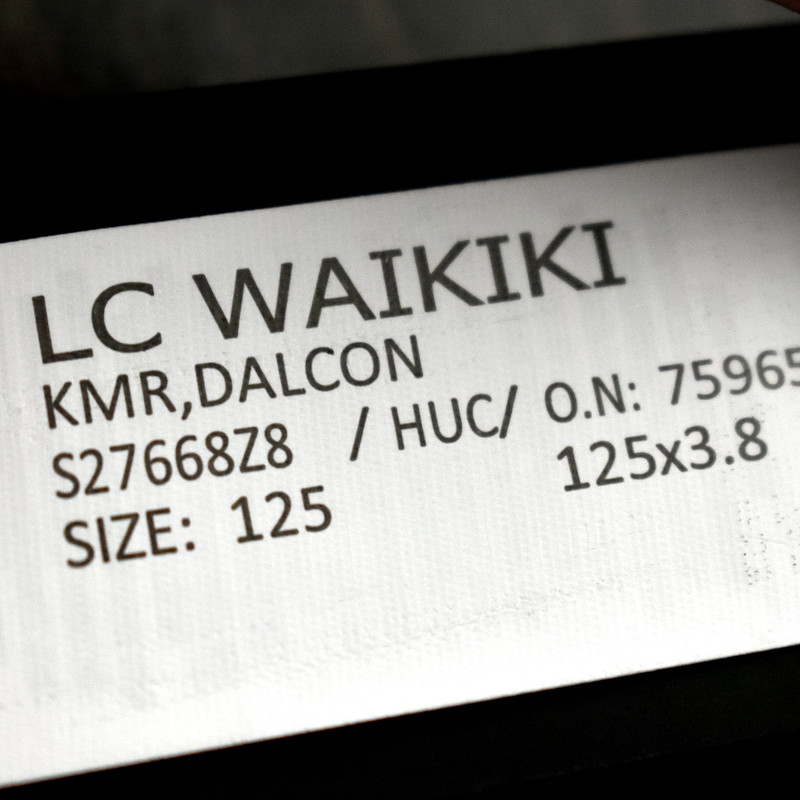 LC WAIKIKI
KMR,DALCON
S27668Z8 / HUC/ O.N: 75965
SIZE: 125 125x3.8